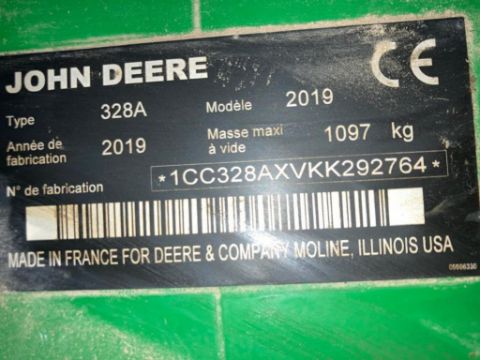 JOHN DEERE CE
Type 328A Modèle 2019
Année de fabrication 2019 Masse maxi à vide 1097 kg
N° de fabrication *1CC328AXVKK292764*
MADE IN FRANCE FOR DEERE & COMPANY MOLINE, ILLINOIS USA